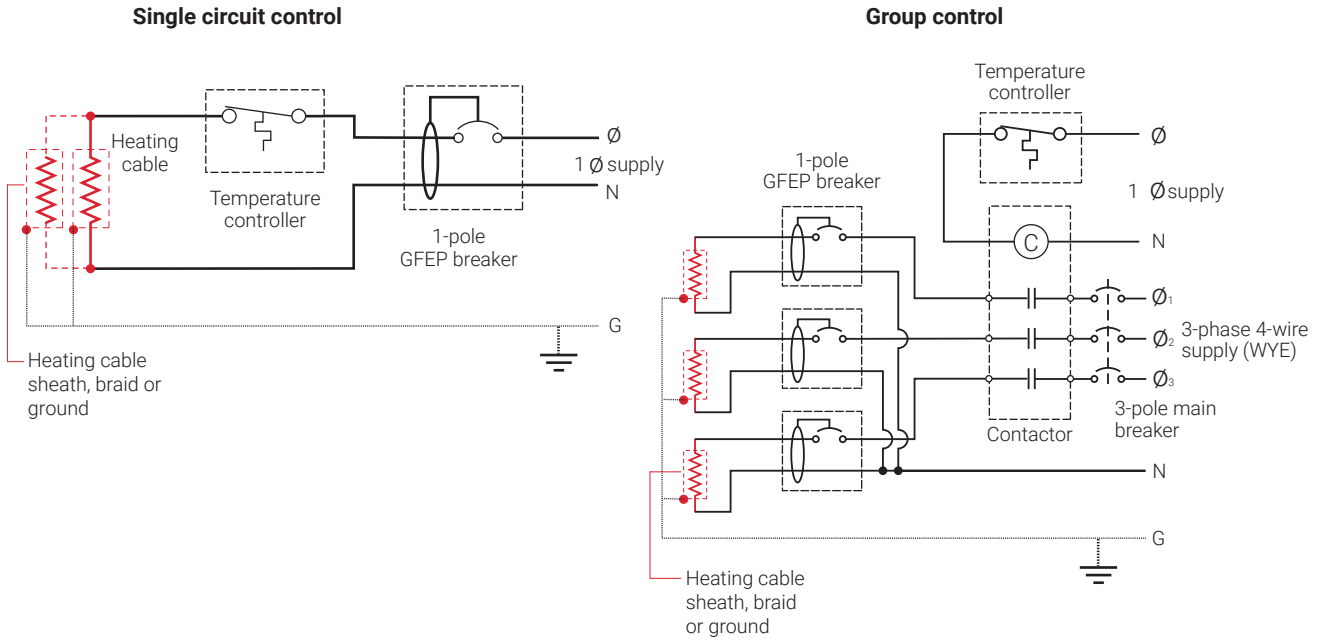 Single circuit control
Heating
cable
Temperature
controller
1-pole
GFEP breaker
Ø
1 Ø supply
N
G
Heating cable
sheath, braid or
ground
Group control
Temperature
controller
Ø
1 Ø supply
N
C
1-pole
GFEP breaker
Ø1
Ø2
Ø3
3-phase 4-wire
supply (WYE)
3-pole main
breaker
Contactor
N
G
Heating cable
sheath, braid
or ground